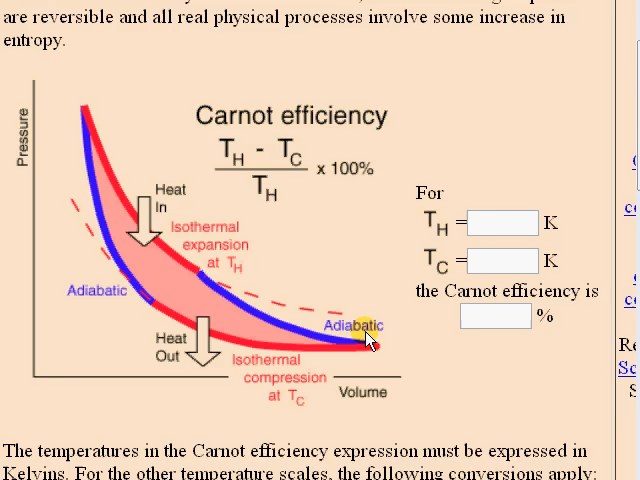 are reversible and all real physical processes involve some increase in
entropy.
Pressure
Carnot efficiency
T_H - T_C
x 100%
T_H
Heat
In
Isothermal
expansion
at T_H
Adiabatic
Adiabatic
Heat
Out
Isothermal
compression
at T_C
Volume
For
T_H = K
T_C = K
the Carnot efficiency is
%
The temperatures in the Carnot efficiency expression must be expressed in
Kelvins. For the other temperature scales, the following conversions apply: